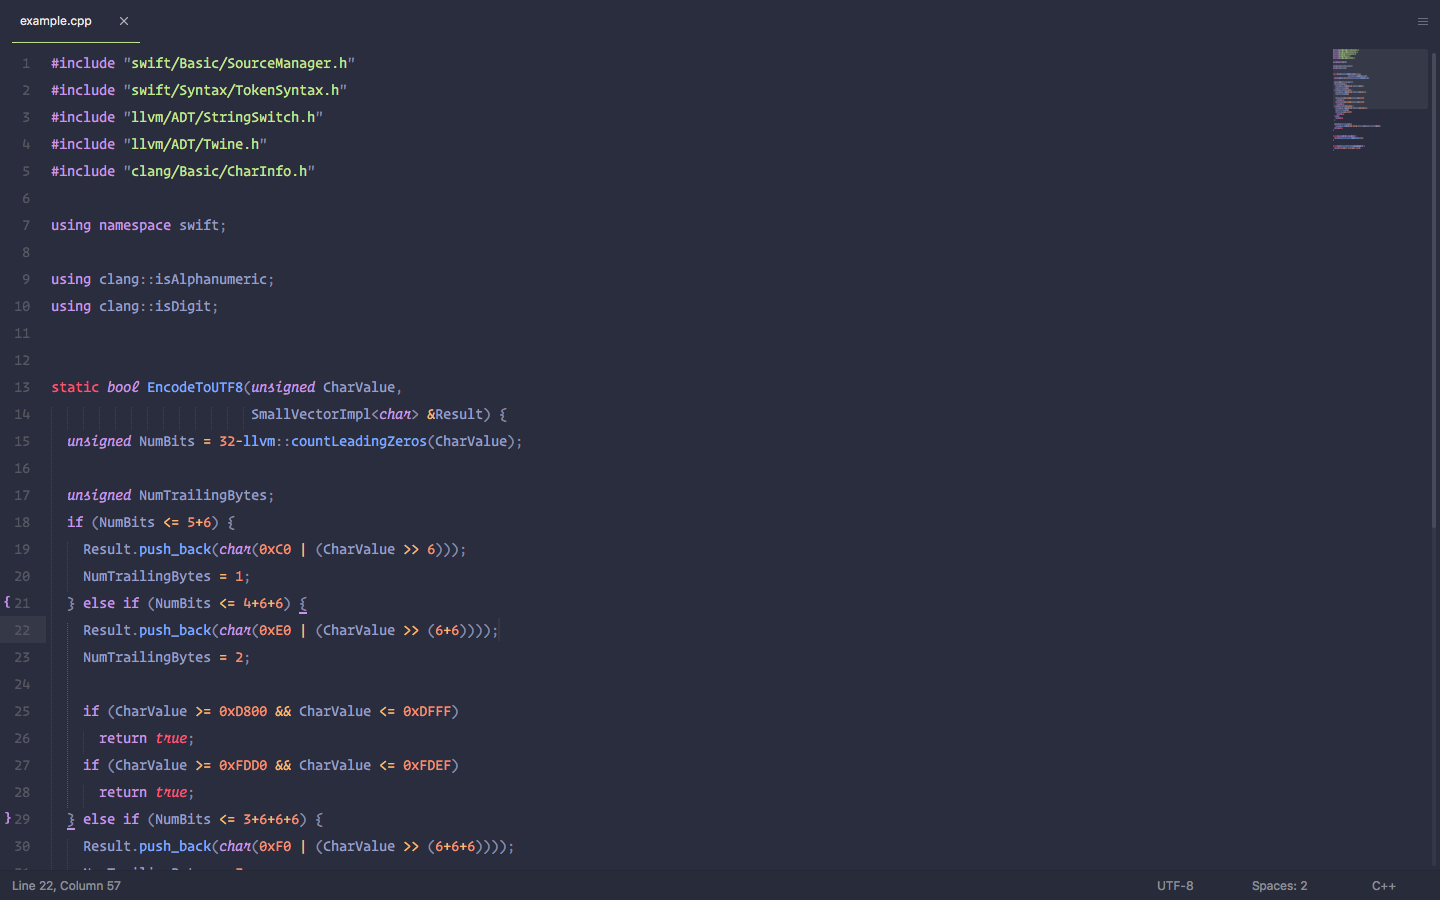 example.cpp
1 #include "swift/Basic/SourceManager.h"
2 #include "swift/Syntax/TokenSyntax.h"
3 #include "llvm/ADT/StringSwitch.h"
4 #include "llvm/ADT/Twine.h"
5 #include "clang/Basic/CharInfo.h"
6
7 using namespace swift;
8
9 using clang::isAlphanumeric;
10 using clang::isDigit;
11
12
13 static bool EncodeToUTF8(unsigned CharValue,
14                          SmallVectorImpl<char> &Result) {
15   unsigned NumBits = 32-llvm::countLeadingZeros(CharValue);
16
17   unsigned NumTrailingBytes;
18   if (NumBits <= 5+6) {
19     Result.push_back(char(0xC0 | (CharValue >> 6)));
20     NumTrailingBytes = 1;
{ 21   } else if (NumBits <= 4+6+6) {
22     Result.push_back(char(0xE0 | (CharValue >> (6+6))));
23     NumTrailingBytes = 2;
24
25     if (CharValue >= 0xD800 && CharValue <= 0xDFFF)
26       return true;
27     if (CharValue >= 0xFDD0 && CharValue <= 0xFDEF)
28       return true;
} 29   } else if (NumBits <= 3+6+6+6) {
30     Result.push_back(char(0xF0 | (CharValue >> (6+6+6))));
Line 22, Column 57 UTF-8 Spaces: 2 C++